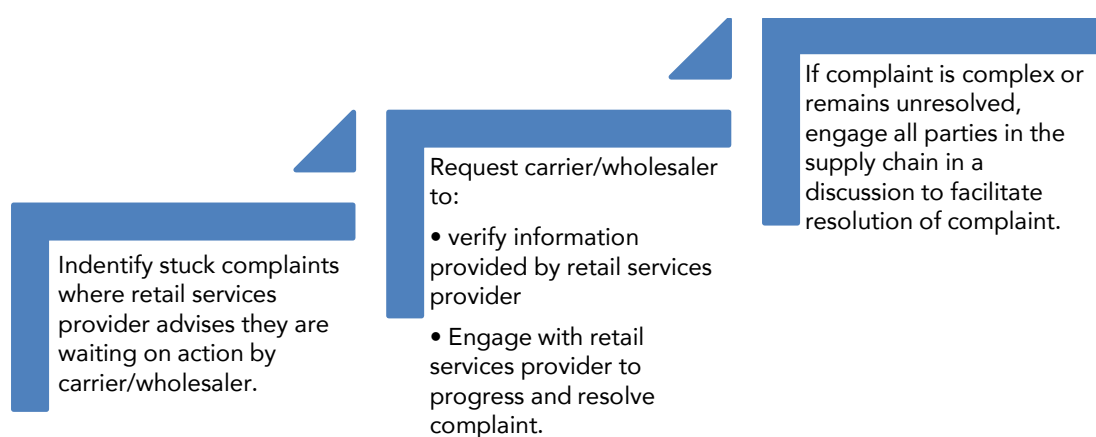 Indentify stuck complaints
where retail services
provider advises they are
waiting on action by
carrier/wholesaler.
Request carrier/wholesaler
to:
• verify information
provided by retail services
provider
• Engage with retail
services provider to
progress and resolve
complaint.
If complaint is complex or
remains unresolved,
engage all parties in the
supply chain in a
discussion to facilitate
resolution of complaint.